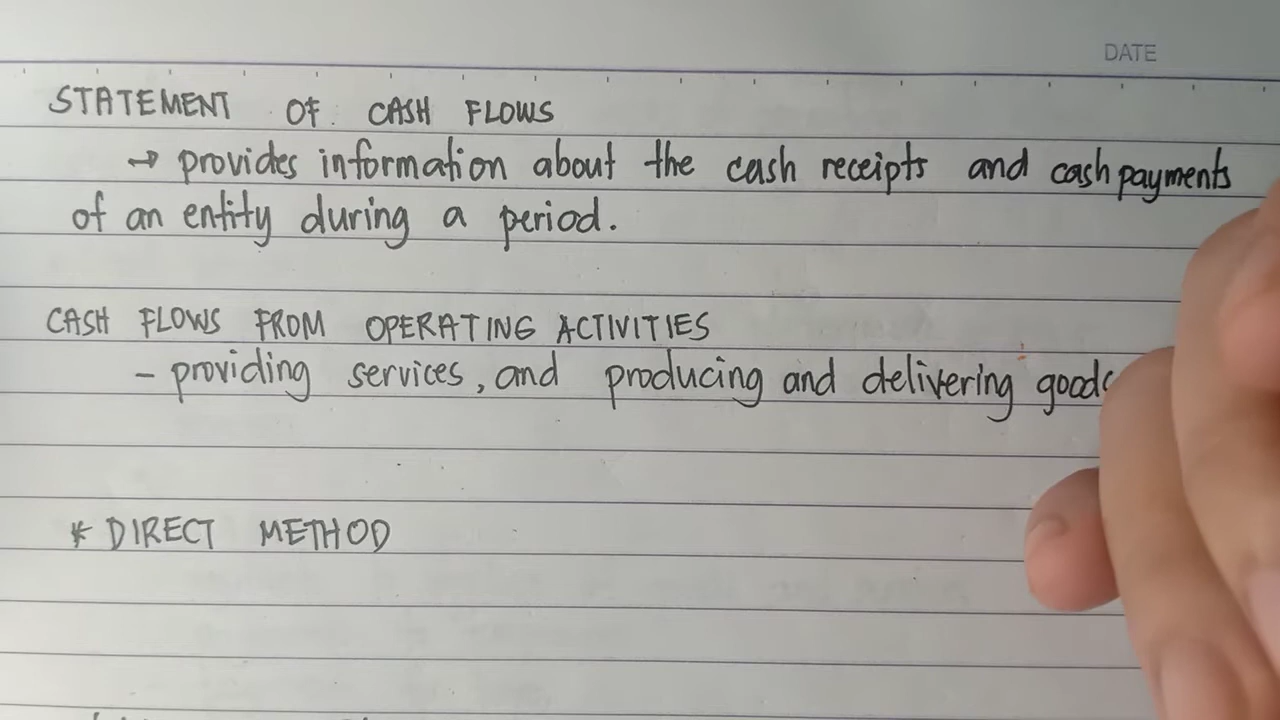 DATE
STATEMENT OF CASH FLOWS
→ provides information about the cash receipts and cash payments
of an entity during a period.
CASH FLOWS FROM OPERATING ACTIVITIES
- providing services, and producing and delivering goods
* DIRECT METHOD